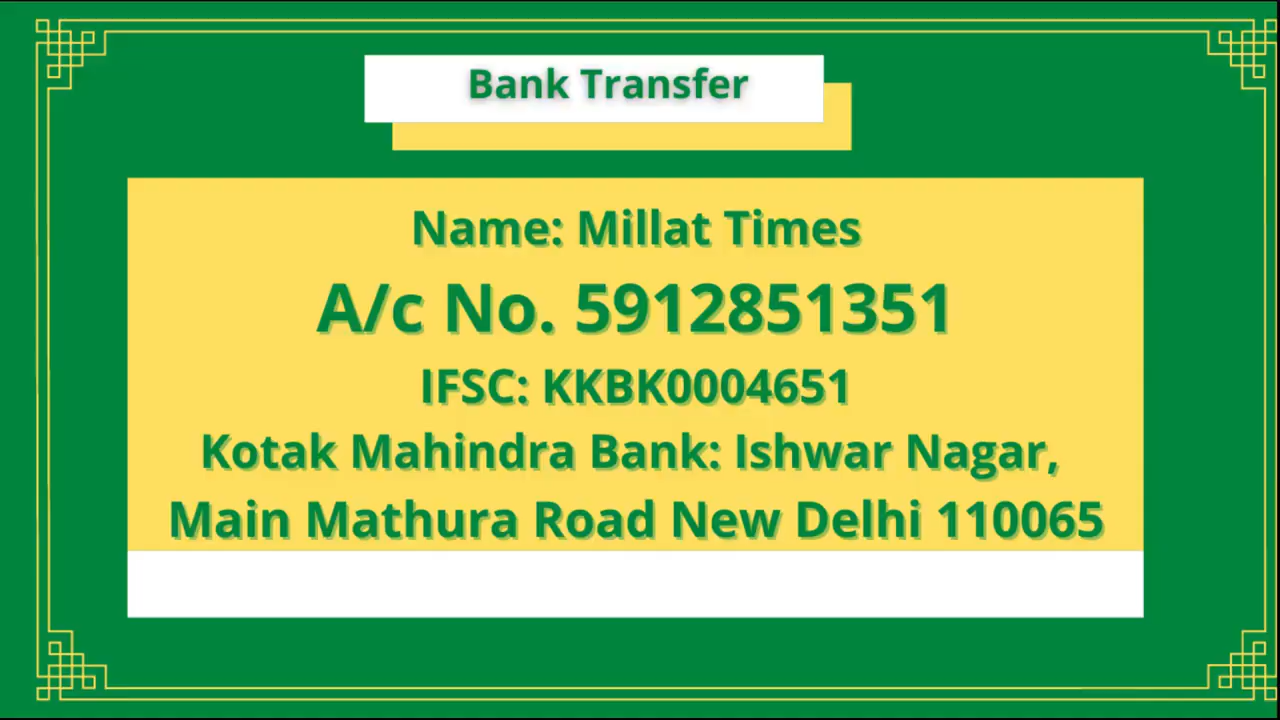 Bank Transfer
Name: Millat Times
A/c No. 5912851351
IFSC: KKBK0004651
Kotak Mahindra Bank: Ishwar Nagar,
Main Mathura Road New Delhi 110065